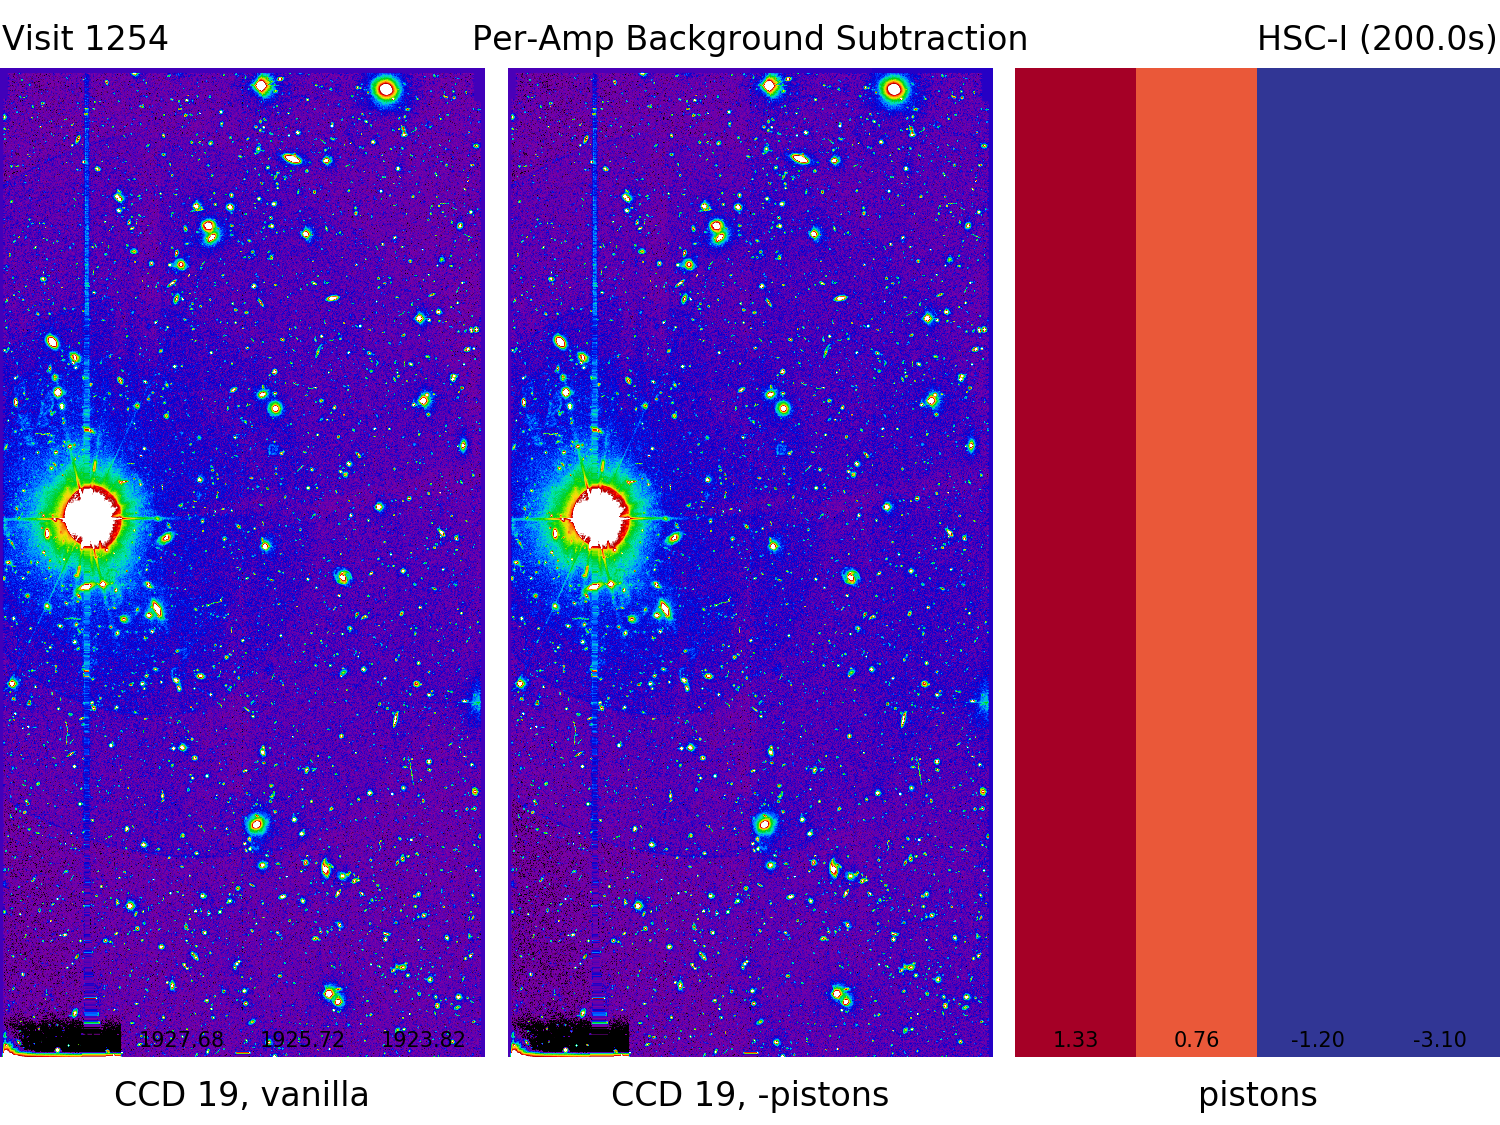 Visit 1254 Per-Amp Background Subtraction HSC-I (200.0s)
1927.68 1925.72 1923.82 1.33 0.76 -1.20 -3.10
CCD 19, vanilla CCD 19, -pistons pistons